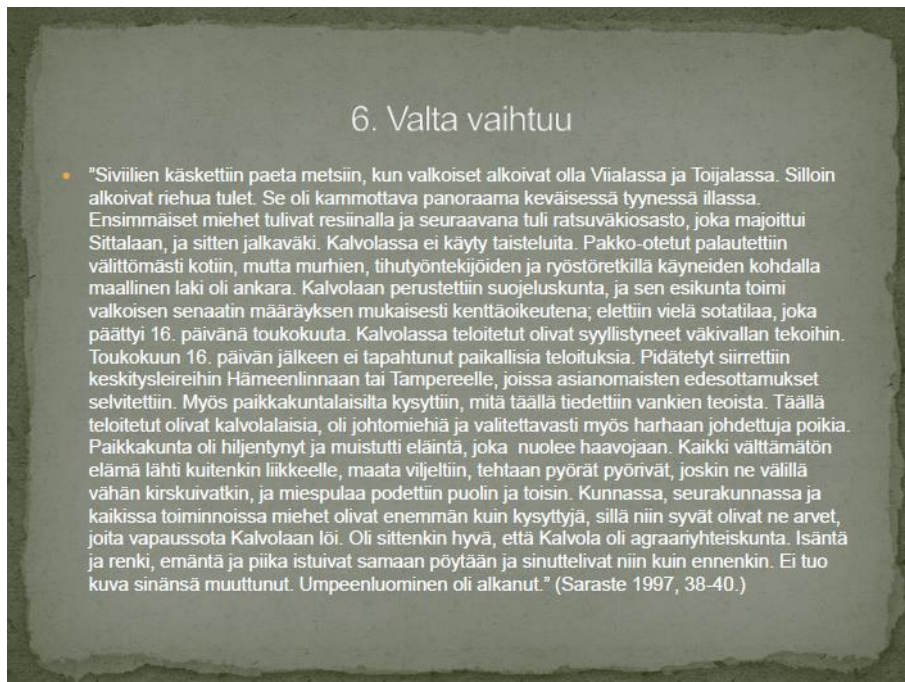 6. Valta vaihtuu
• "Siviilien käskettiin paeta metsiin, kun valkoiset alkoivat olla Viialassa ja Toijalassa. Silloin
alkoivat riehua tulet. Se oli kammottava panoraama keväisessä tyynessä illassa.
Ensimmäiset miehet tulivat resiinalla ja seuraavana tuli ratsuväkiosasto, joka majoittui
Sittalaan, ja sitten jalkaväki. Kalvolassa ei käyty taisteluita. Pakko-otetut palautettiin
välittömästi kotiin, mutta murhien, tihutyöntekijöiden ja ryöstöretkillä käyneiden kohdalla
maallinen laki oli ankara. Kalvolaan perustettiin suojeluskunta, ja sen esikunta toimi
valkoisen senaatin määräyksen mukaisesti kenttäoikeutena; elettiin vielä sotatilaa, joka
päättyi 16. päivänä toukokuuta. Kalvolassa teloitetut olivat syyllistyneet väkivallan tekoihin.
Toukokuun 16. päivän jälkeen ei tapahtunut paikallisia teloituksia. Pidätetyt siirrettiin
keskitysleireihin Hämeenlinnaan tai Tampereelle, joissa asianomaisten edesottamukset
selvitettiin. Myös paikkakuntalaisilta kysyttiin, mitä täällä tiedettiin vankien teoista. Täällä
teloitetut olivat kalvolalaisia, oli johtomiehiä ja valitettavasti myös harhaan johdettuja poikia.
Paikkakunta oli hiljentynyt ja muistutti eläintä, joka nuolee haavojaan. Kaikki välttämätön
elämä lähti kuitenkin liikkeelle, maata viljeltiin, tehtaan pyörät pyörivät, joskin ne välillä
vähän kirskuivatkin, ja miespulaa podettiin puolin ja toisin. Kunnassa, seurakunnassa ja
kaikissa toiminnoissa miehet olivat enemmän kuin kysyttyjä, sillä niin syvät olivat ne arvet,
joita vapaussota Kalvolaan löi. Oli sittenkin hyvä, että Kalvola oli agraariyhteiskunta. Isäntä
ja renki, emäntä ja piika istuivat samaan pöytään ja sinuttelivat niin kuin ennenkin. Ei tuo
kuva sinänsä muuttunut. Umpeenluominen oli alkanut." (Saraste 1997, 38-40.)